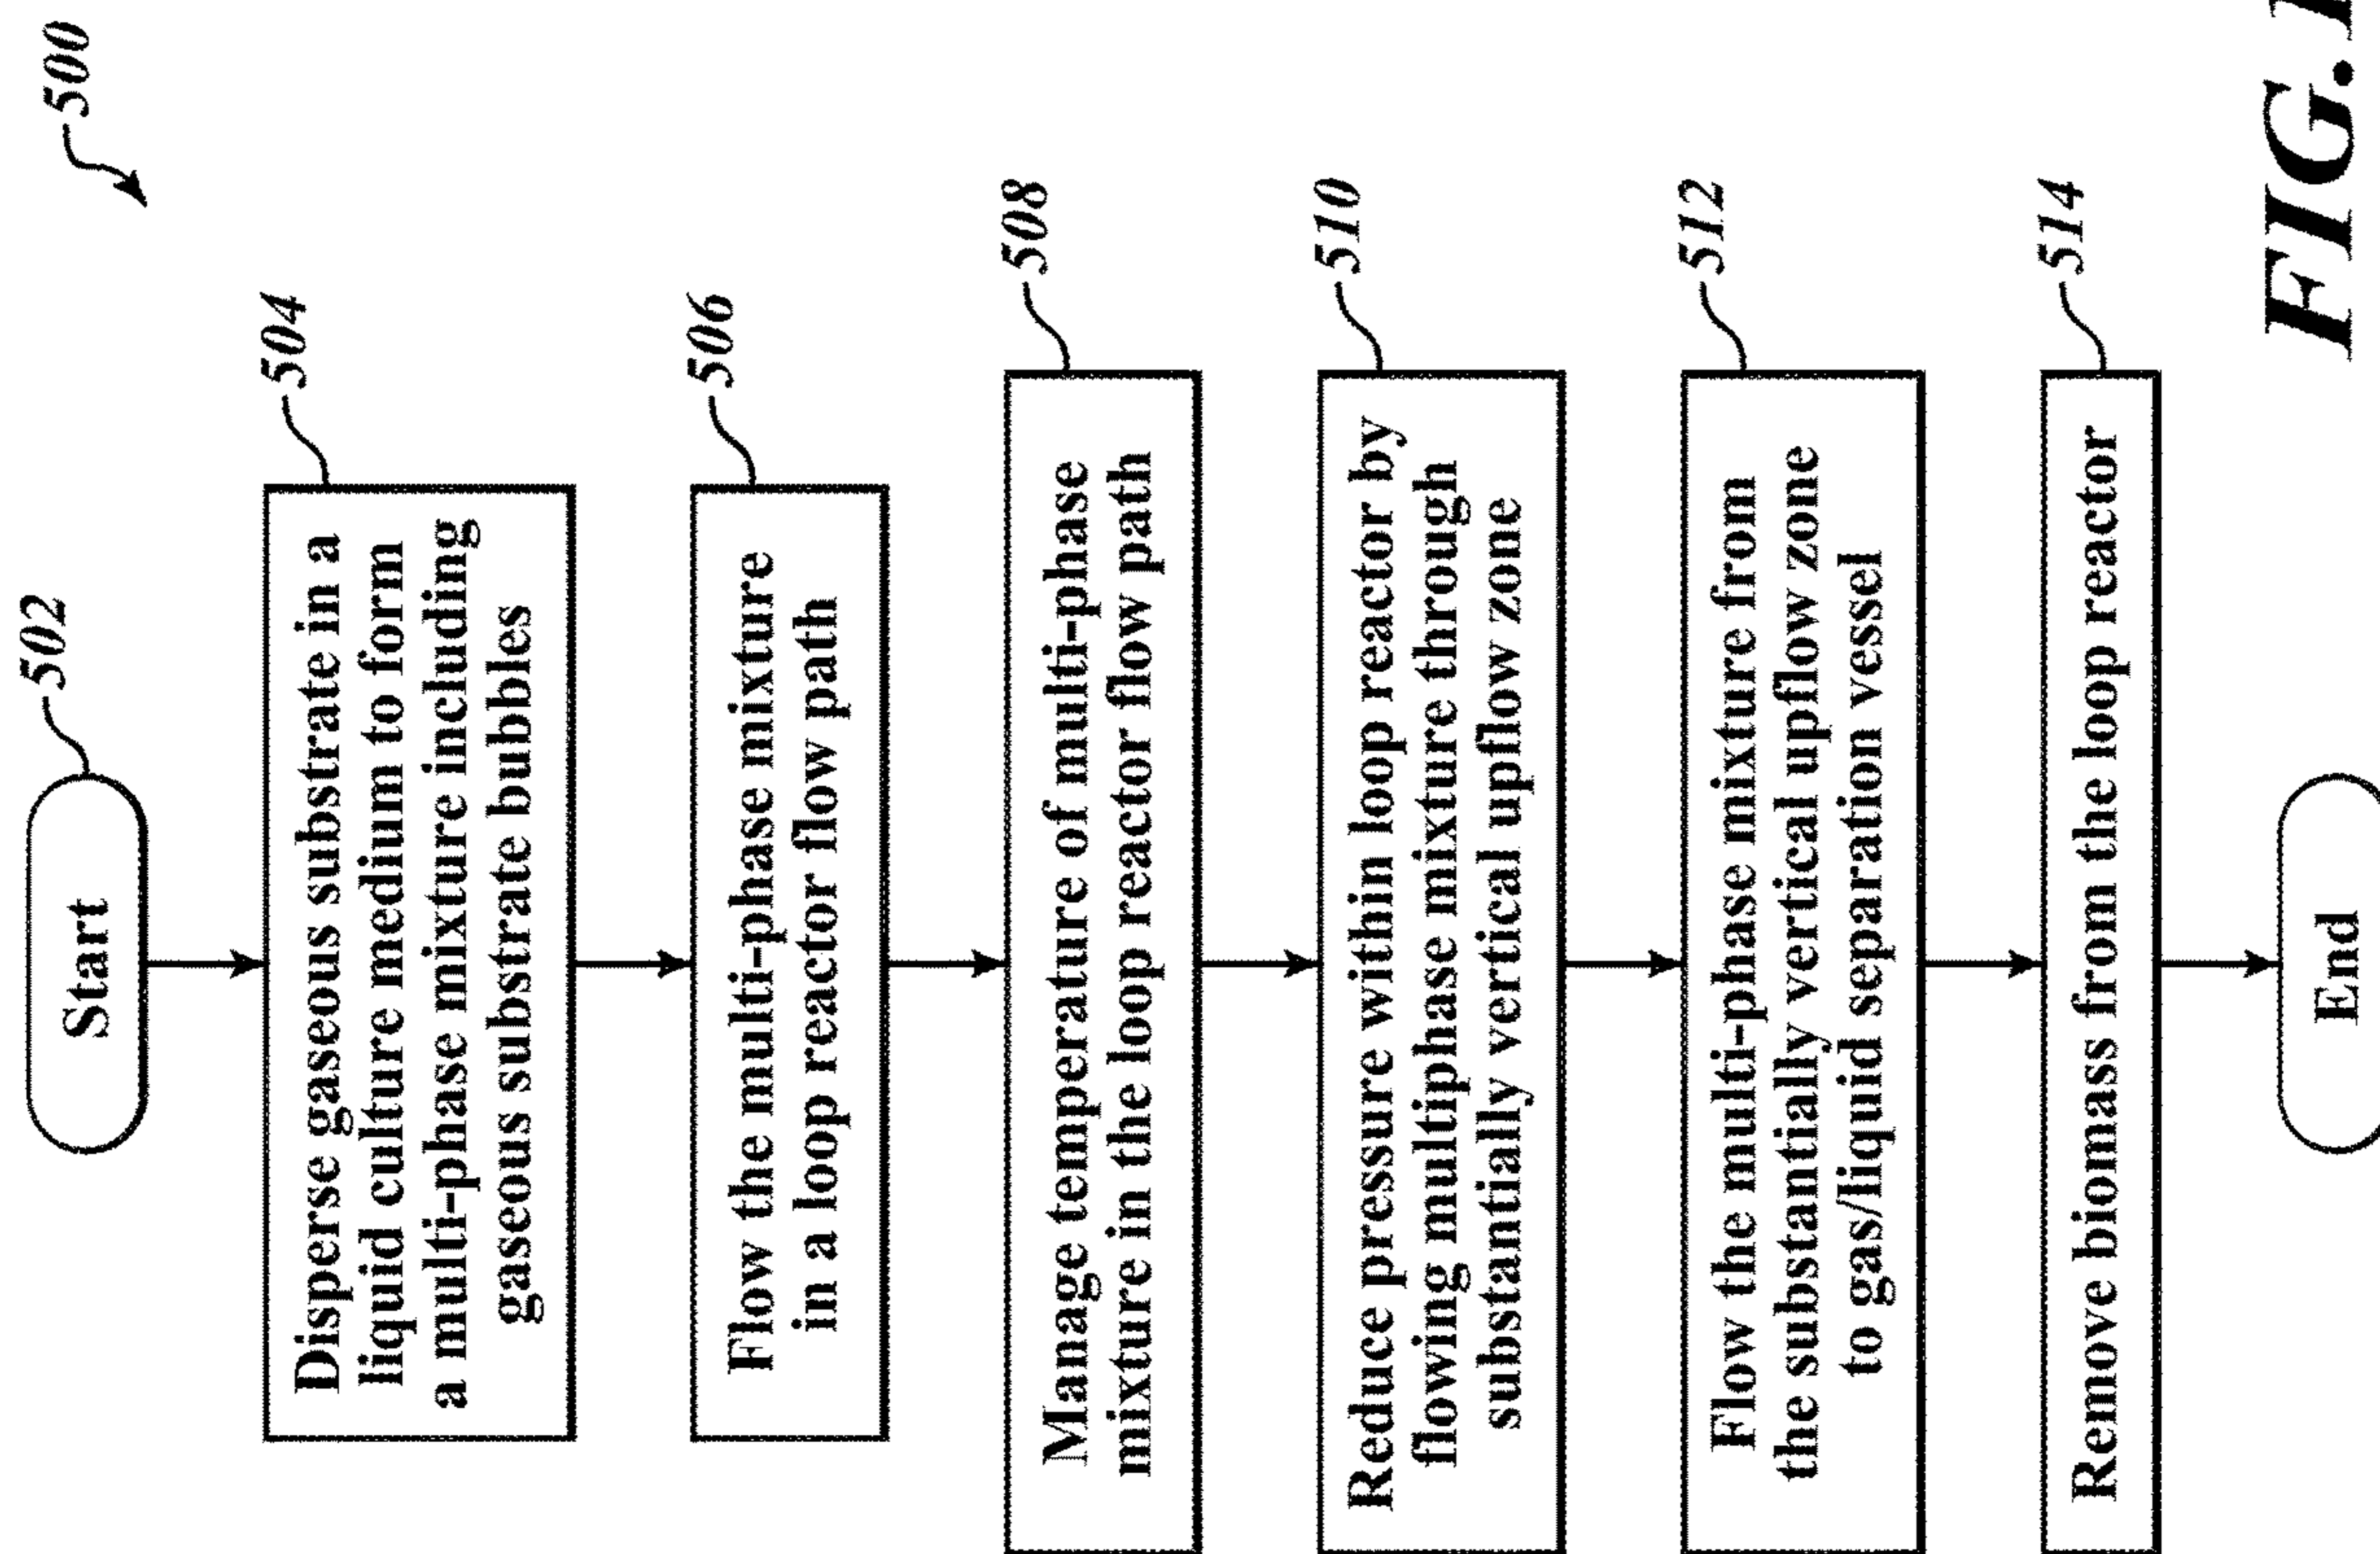 500
502
Start
504
Disperse gaseous substrate in a
liquid culture medium to form
a multi-phase mixture including
gaseous substrate bubbles
506
Flow the multi-phase mixture
in a loop reactor flow path
508
Manage temperature of multi-phase
mixture in the loop reactor flow path
510
Reduce pressure within loop reactor by
flowing multiphase mixture through
substantially vertical upflow zone
512
Flow the multi-phase mixture from
the substantially vertical upflow zone
to gas/liquid separation vessel
514
Remove biomass from the loop reactor
End
FIG.